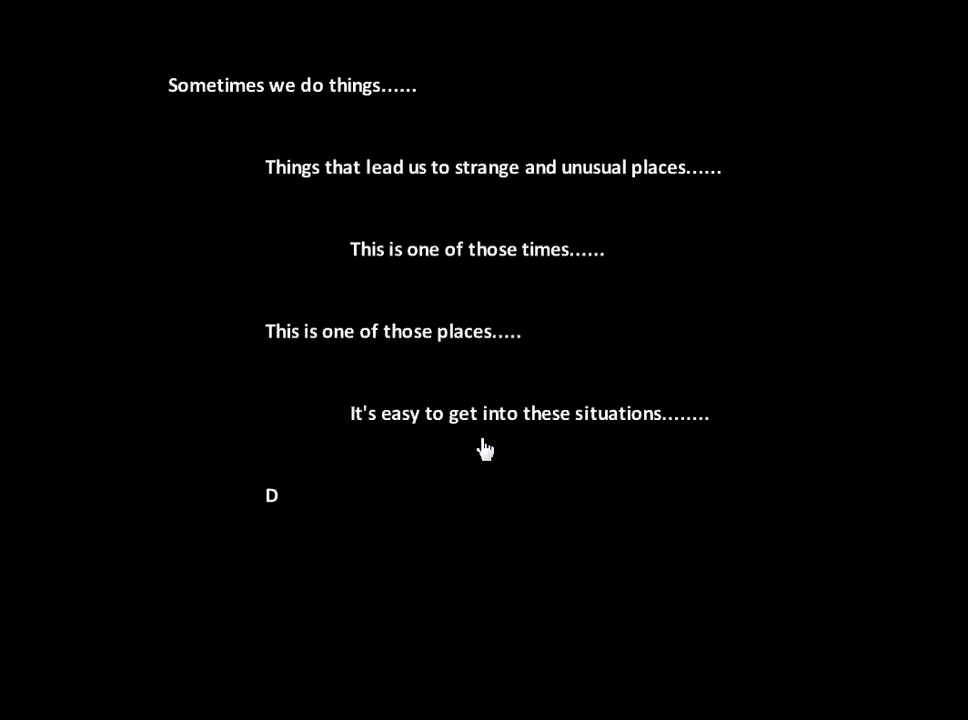 Sometimes we do things......
Things that lead us to strange and unusual places......
This is one of those times......
This is one of those places.....
It's easy to get into these situations........
D